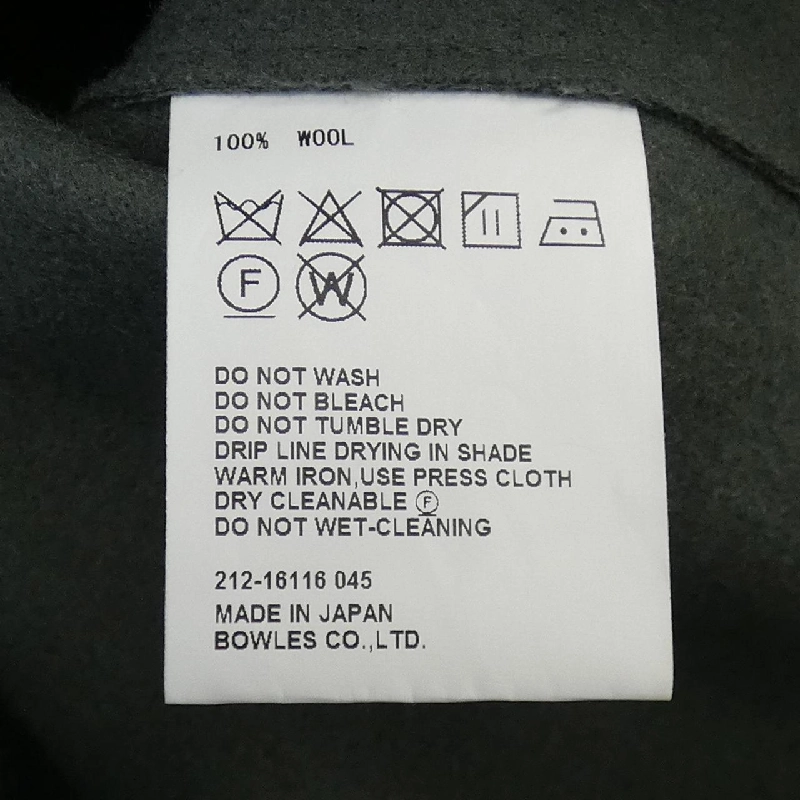 100% WOOL
F W
DO NOT WASH
DO NOT BLEACH
DO NOT TUMBLE DRY
DRIP LINE DRYING IN SHADE
WARM IRON,USE PRESS CLOTH
DRY CLEANABLE Ⓕ
DO NOT WET-CLEANING
212-16116 045
MADE IN JAPAN
BOWLES CO.,LTD.